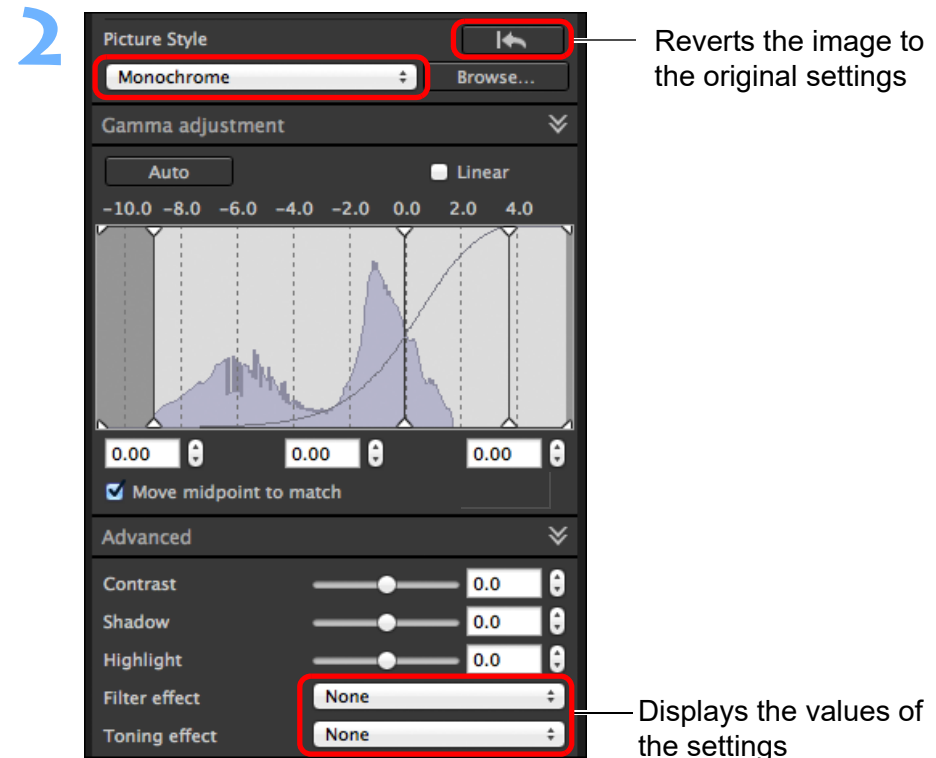 2
Picture Style
Reverts the image to
the original settings
Monochrome Browse...
Gamma adjustment
Auto Linear
-10.0 -8.0 -6.0 -4.0 -2.0 0.0 2.0 4.0
0.00 0.00 0.00
Move midpoint to match
Advanced
Contrast 0.0
Shadow 0.0
Highlight 0.0
Filter effect None
Toning effect None
Displays the values of
the settings